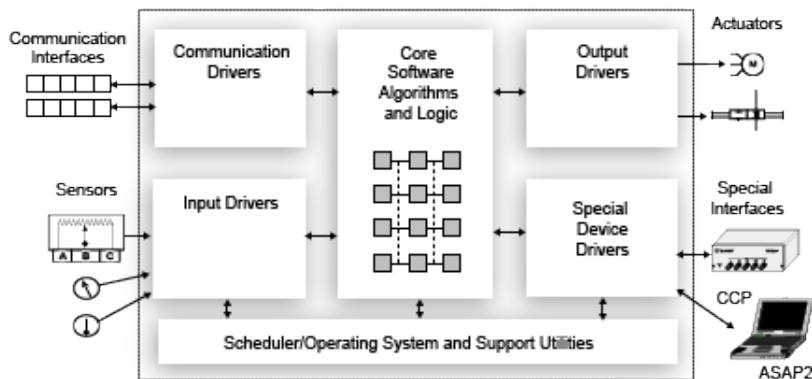 Communication
Interfaces
Communication
Drivers
Core
Software
Algorithms
and Logic
Output
Drivers
Actuators
M
Sensors
A B C
Input Drivers
Special
Device
Drivers
Special
Interfaces
CCP
ASAP2
Scheduler/Operating System and Support Utilities